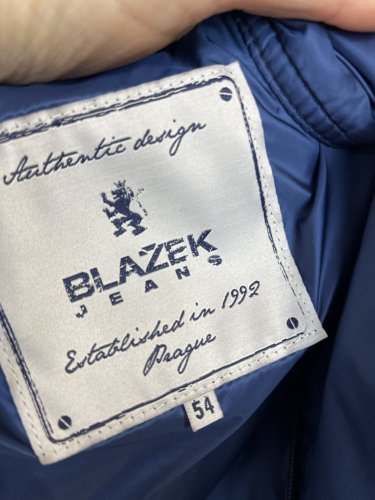 Authentic design
BLAŽEK
JEANS
Established in 1992
Prague
54